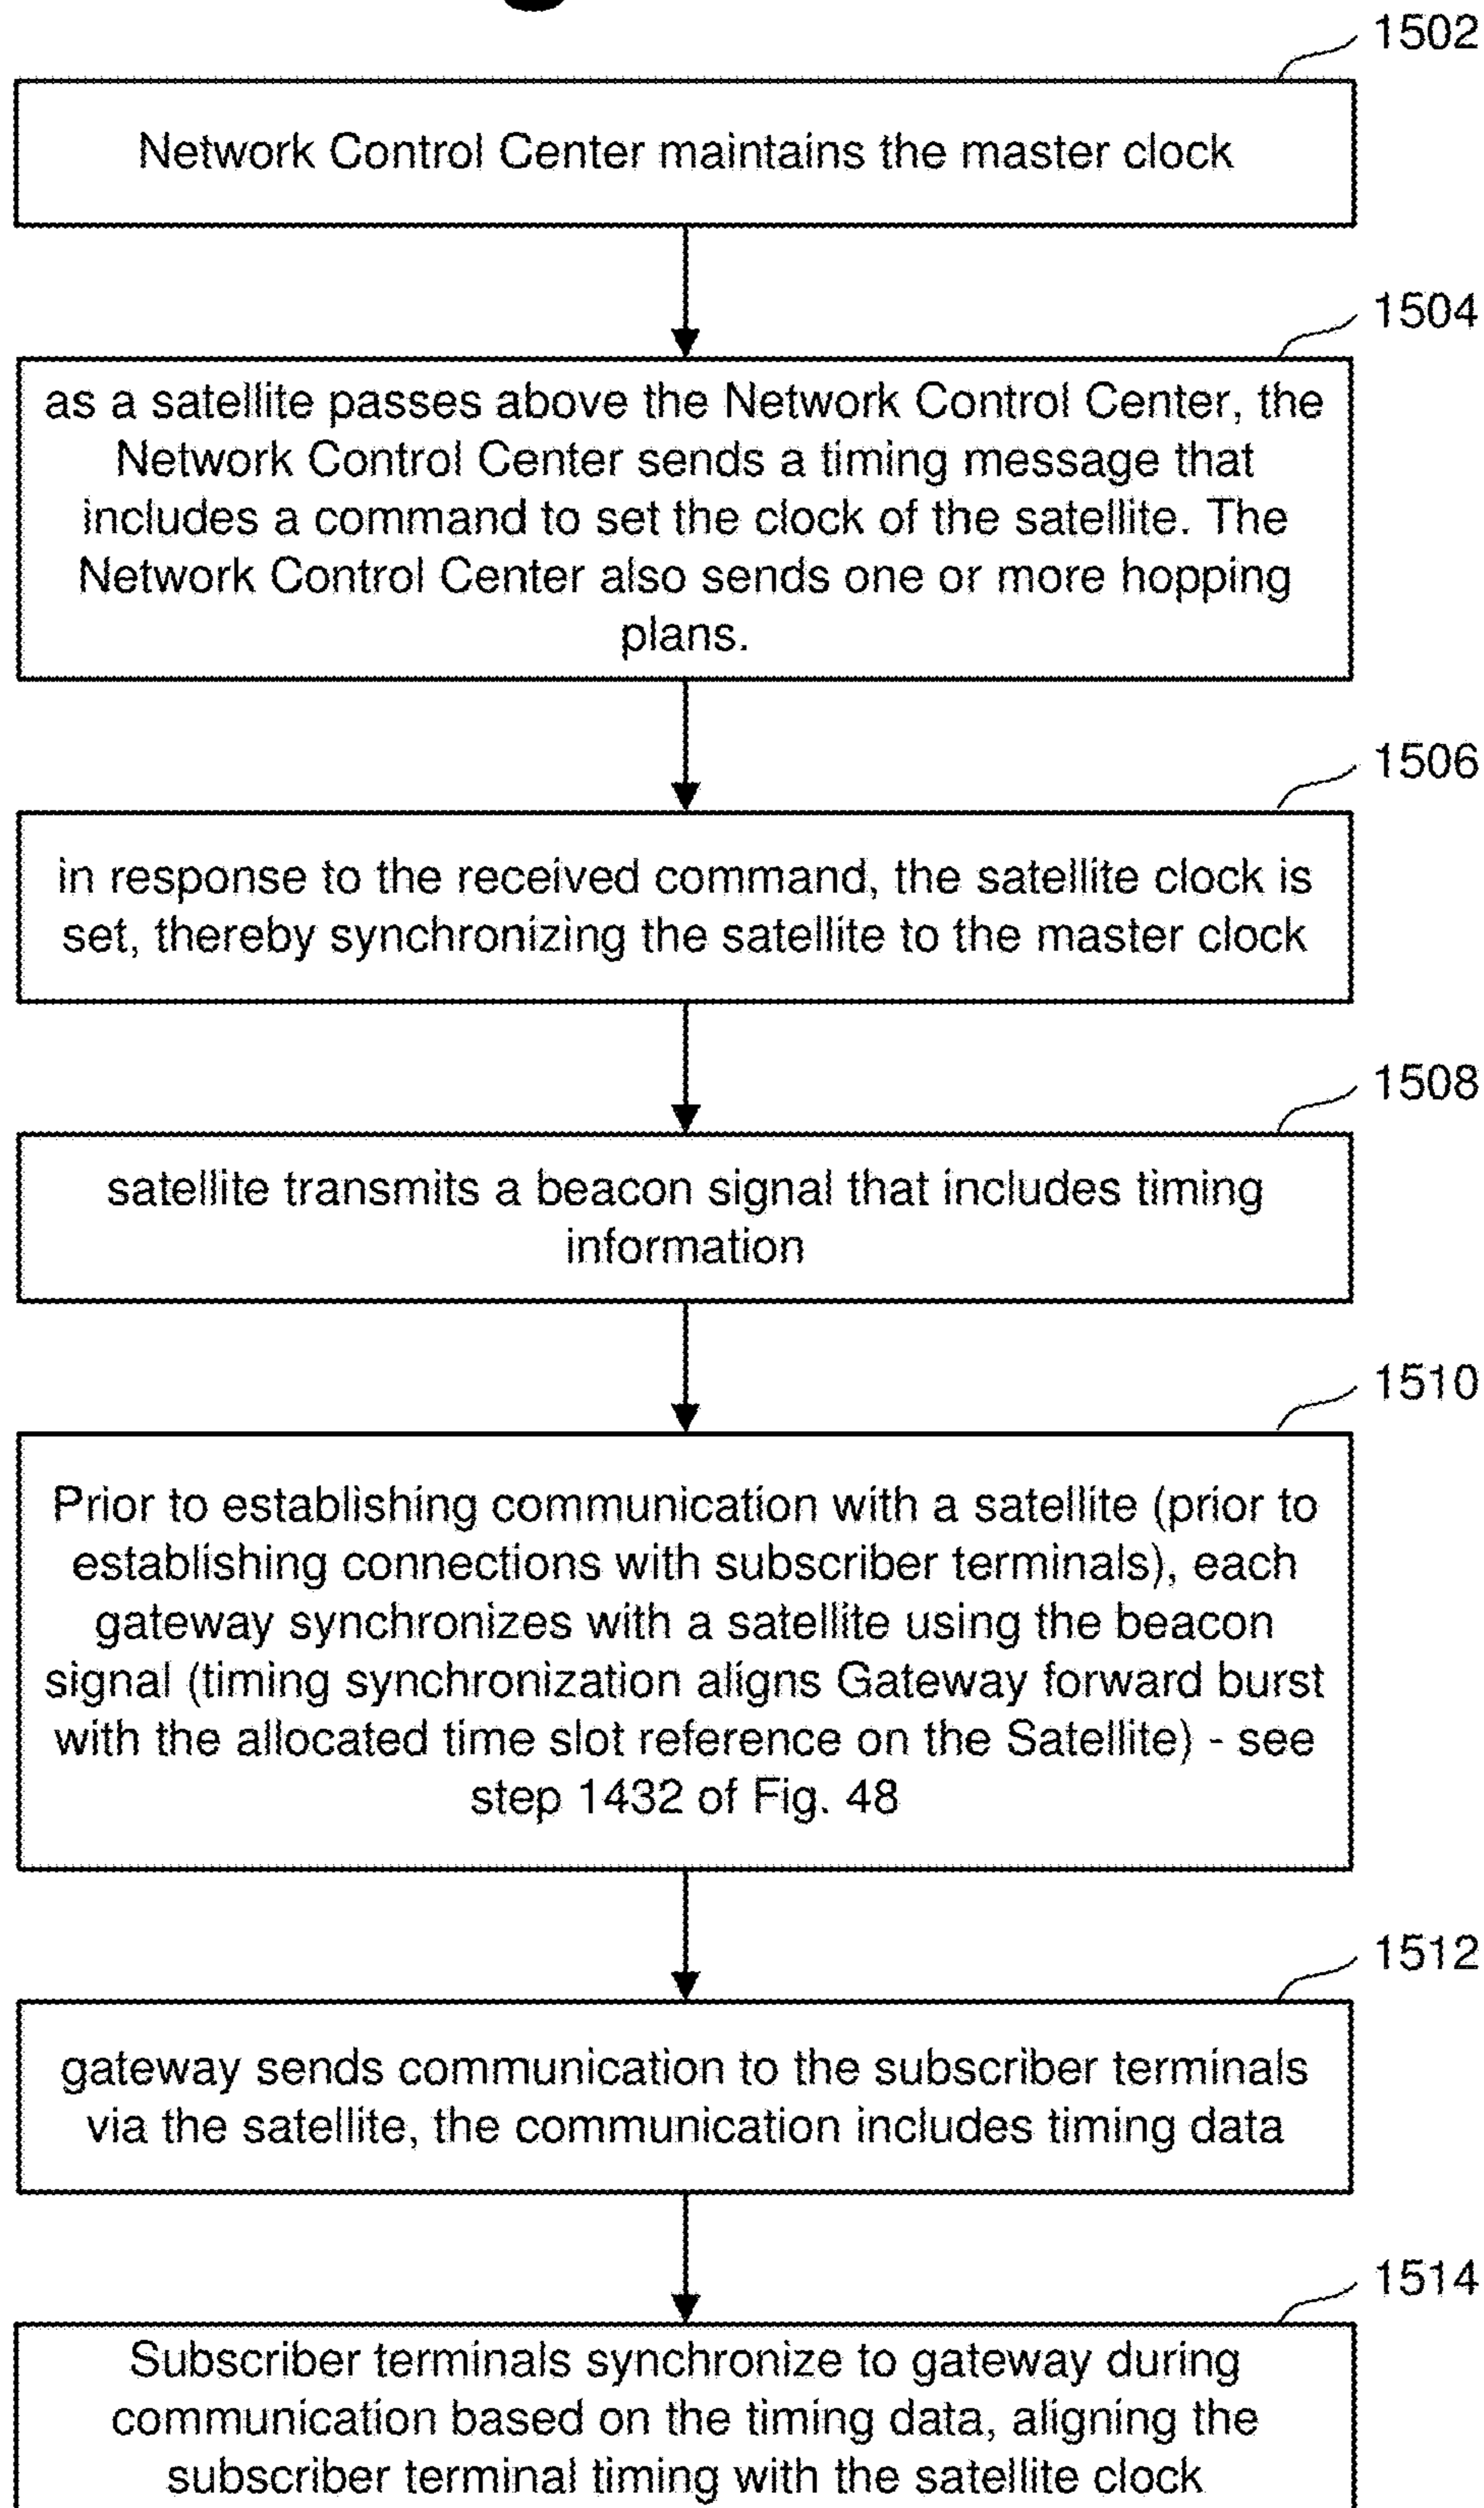 1502
Network Control Center maintains the master clock
1504
as a satellite passes above the Network Control Center, the
Network Control Center sends a timing message that
includes a command to set the clock of the satellite. The
Network Control Center also sends one or more hopping
plans.
1506
in response to the received command, the satellite clock is
set, thereby synchronizing the satellite to the master clock
1508
satellite transmits a beacon signal that includes timing
information
1510
Prior to establishing communication with a satellite (prior to
establishing connections with subscriber terminals), each
gateway synchronizes with a satellite using the beacon
signal (timing synchronization aligns Gateway forward burst
with the allocated time slot reference on the Satellite) - see
step 1432 of Fig. 48
1512
gateway sends communication to the subscriber terminals
via the satellite, the communication includes timing data
1514
Subscriber terminals synchronize to gateway during
communication based on the timing data, aligning the
subscriber terminal timing with the satellite clock